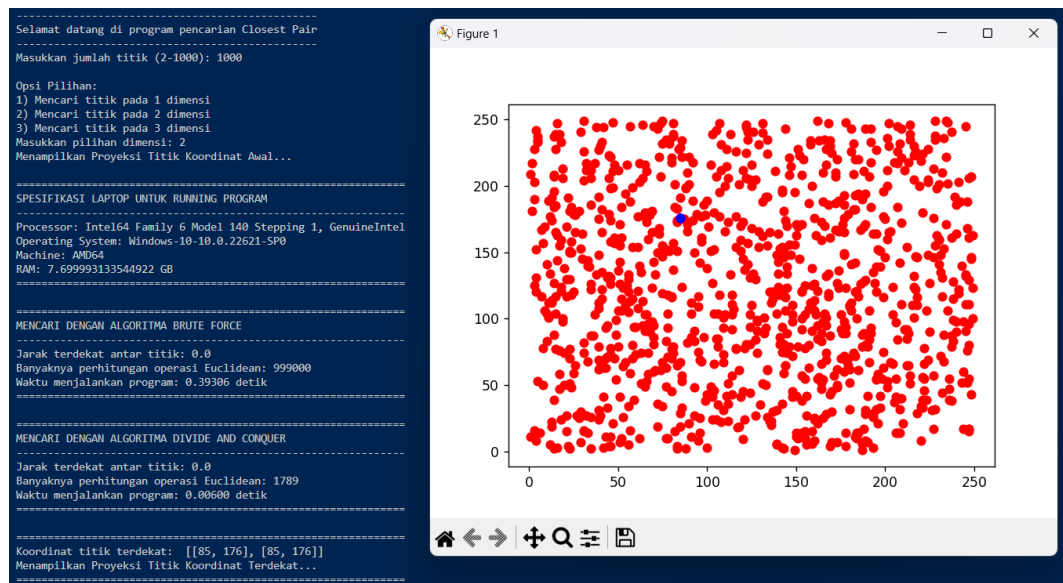 ------------------------------------------------
Selamat datang di program pencarian Closest Pair
------------------------------------------------
Masukkan jumlah titik (2-1000): 1000
Opsi Pilihan:
1) Mencari titik pada 1 dimensi
2) Mencari titik pada 2 dimensi
3) Mencari titik pada 3 dimensi
Masukkan pilihan dimensi: 2
Menampilkan Proyeksi Titik Koordinat Awal...
==============================================================
SPESIFIKASI LAPTOP UNTUK RUNNING PROGRAM
--------------------------------------------------------------
Processor: Intel64 Family 6 Model 140 Stepping 1, GenuineIntel
Operating System: Windows-10-10.0.22621-SP0
Machine: AMD64
RAM: 7.699993133544922 GB
==============================================================
==============================================================
MENCARI DENGAN ALGORITMA BRUTE FORCE
--------------------------------------------------------------
Jarak terdekat antar titik: 0.0
Banyaknya perhitungan operasi Euclidean: 999000
Waktu menjalankan program: 0.39306 detik
==============================================================
==============================================================
MENCARI DENGAN ALGORITMA DIVIDE AND CONQUER
--------------------------------------------------------------
Jarak terdekat antar titik: 0.0
Banyaknya perhitungan operasi Euclidean: 1789
Waktu menjalankan program: 0.00600 detik
==============================================================
==============================================================
Koordinat titik terdekat:  [[85, 176], [85, 176]]
Menampilkan Proyeksi Titik Koordinat Terdekat...
==============================================================
Figure 1
250
200
150
100
50
0
0 50 100 150 200 250